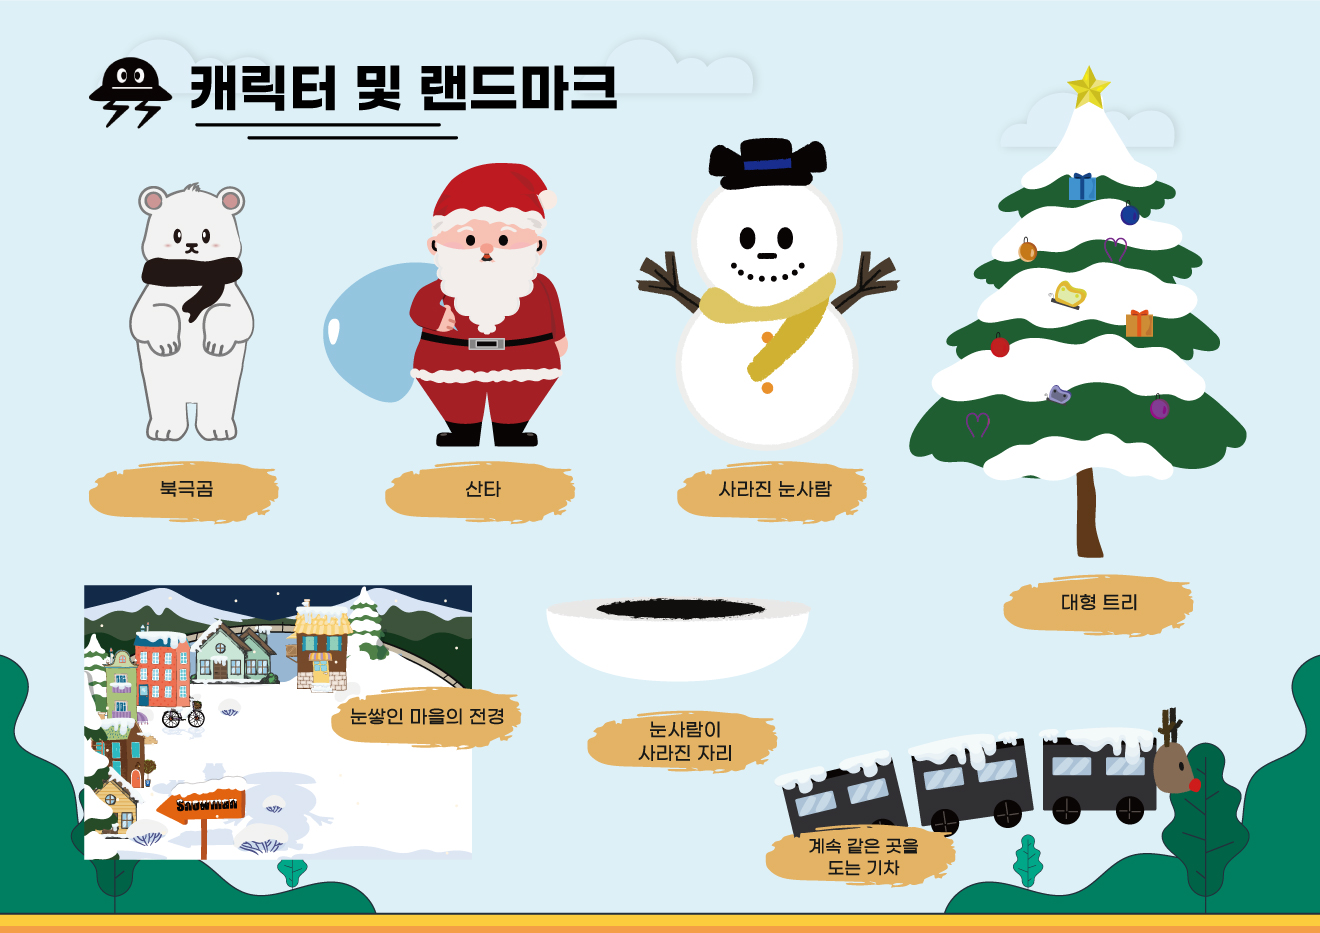 캐릭터 및 랜드마크
북극곰
산타
사라진 눈사람
대형 트리
눈쌓인 마을의 전경
Snowman
눈사람이
사라진 자리
계속 같은 곳을
도는 기차